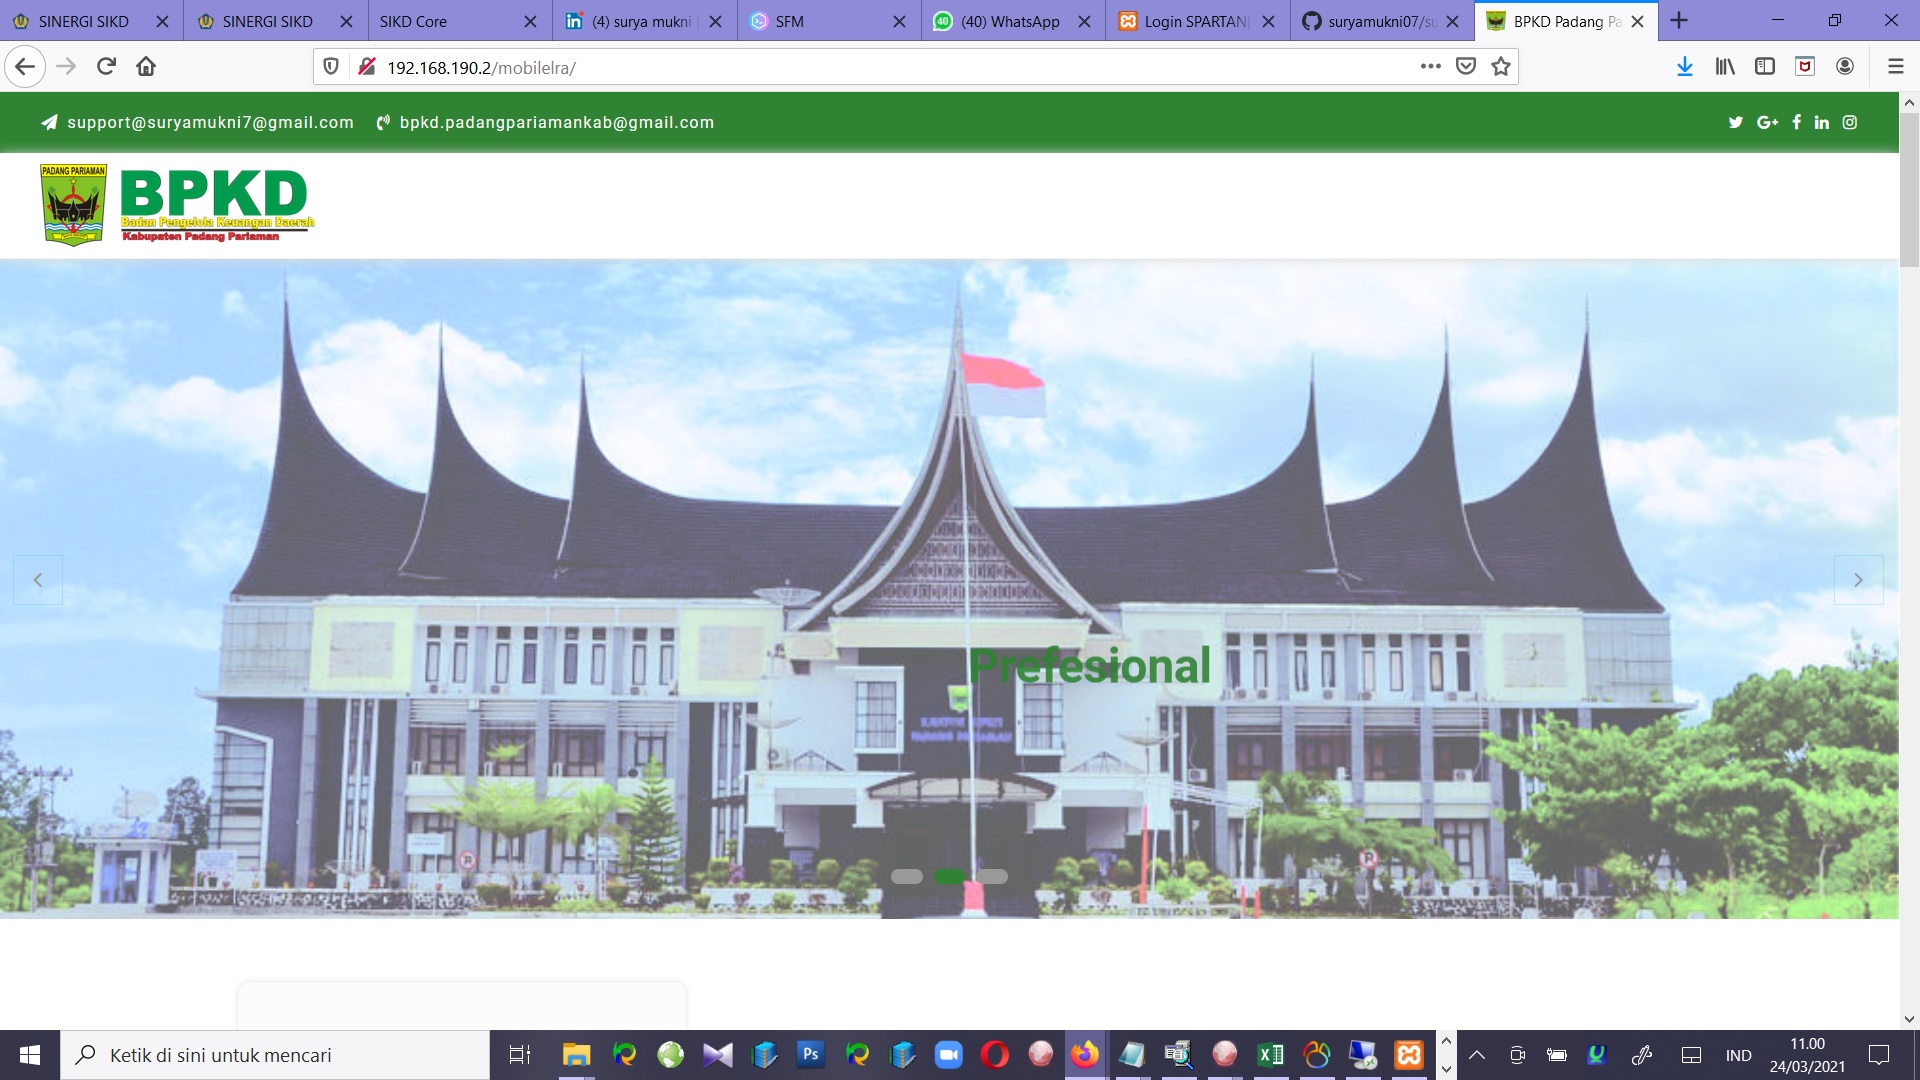 SINERGI SIKD
SINERGI SIKD
SIKD Core
(4) surya mukni |
SFM
40
(40) WhatsApp
Login SPARTAN|
suryamukni07/su
BPKD Padang Pa
192.168.190.2/mobilelra/
support@suryamukni7@gmail.com
bpkd.padangpariamankab@gmail.com
PADANG PARIAMAN
BPKD
Badan Pengelola Keuangan Daerah
Kabupaten Padang Pariaman
Prefesional
Ketik di sini untuk mencari
Ps
IND
11.00
24/03/2021